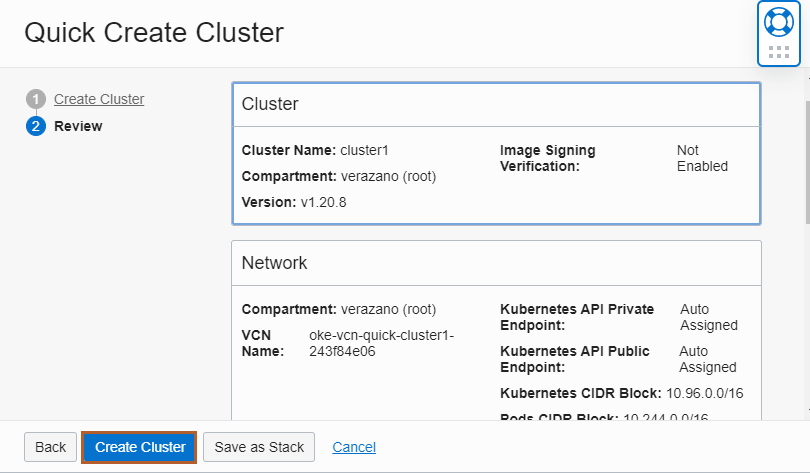 Quick Create Cluster
1 Create Cluster
2 Review
Cluster
Cluster Name: cluster1
Compartment: verazano (root)
Version: v1.20.8
Image Signing
Verification:
Not
Enabled
Network
Compartment: verazano (root)
VCN
Name:
oke-vcn-quick-cluster1-
243f84e06
Kubernetes API Private
Endpoint:
Auto
Assigned
Kubernetes API Public
Endpoint:
Auto
Assigned
Kubernetes CIDR Block: 10.96.0.0/16
Pods CIDR Block: 10.244.0.0/16
Back
Create Cluster
Save as Stack
Cancel